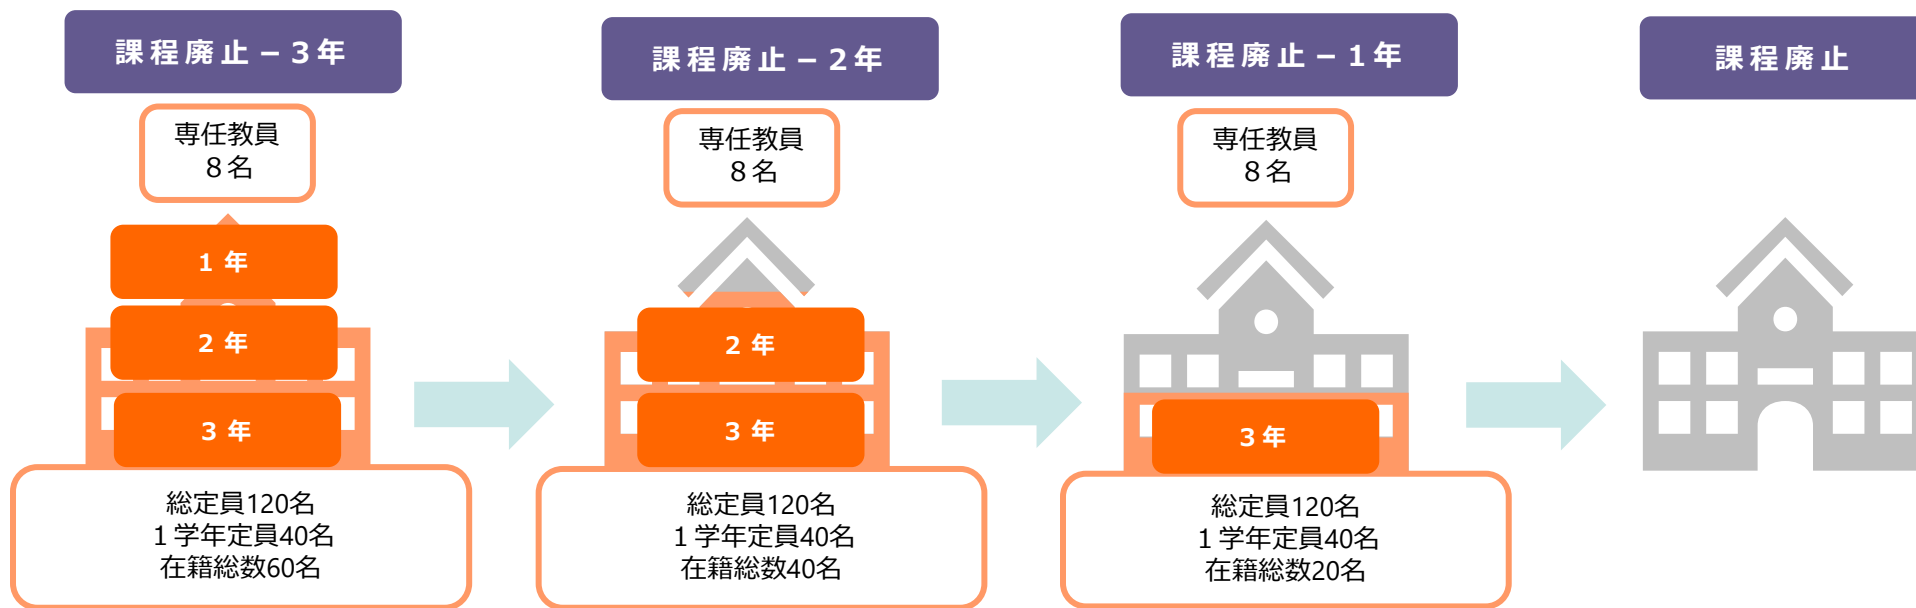 課程廃止－３年
専任教員
８名
１年
２年
３年
総定員120名
１学年定員40名
在籍総数60名
課程廃止－２年
専任教員
８名
２年
３年
総定員120名
１学年定員40名
在籍総数40名
課程廃止－１年
専任教員
８名
３年
総定員120名
１学年定員40名
在籍総数20名
課程廃止